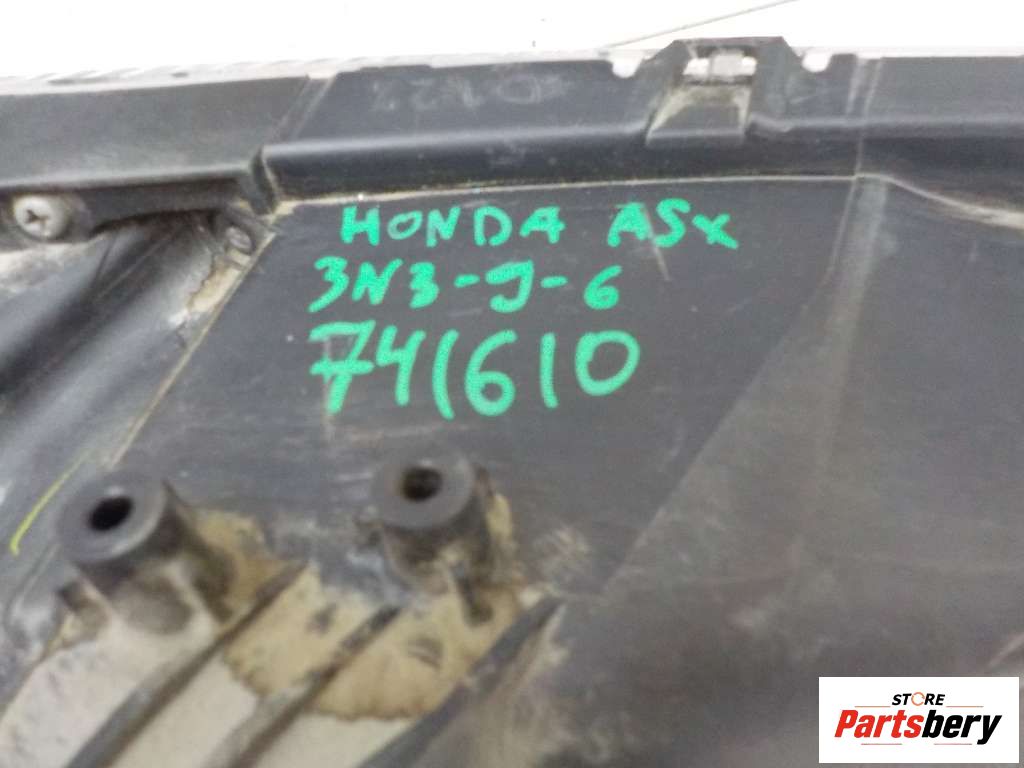 HONDA ASX
3N3-J-6
741610
STORE
Partsbery